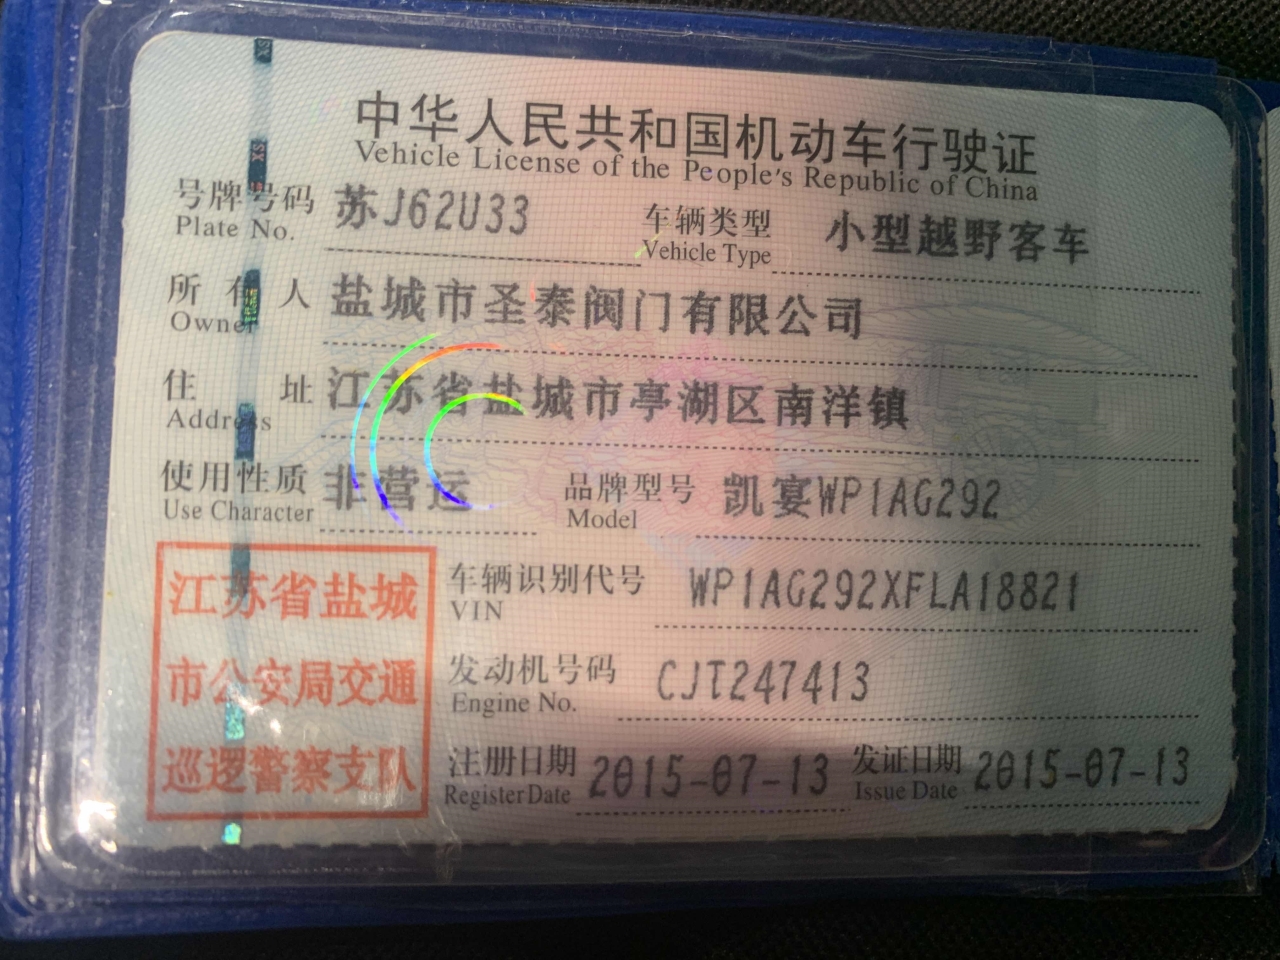 中华人民共和国机动车行驶证
Vehicle License of the People's Republic of China
号牌号码 苏J62U33 车辆类型 小型越野客车
Plate No. Vehicle Type
所有人 盐城市圣泰阀门有限公司
Owner
住址 江苏省盐城市亭湖区南洋镇
Address
使用性质 非营运 品牌型号 凯宴WP1AG292
Use Character Model
江苏省盐城
市公安局交通
巡逻警察支队
车辆识别代号 WP1AG292XFLA18821
VIN
发动机号码 CJT247413
Engine No.
注册日期 2015-07-13 发证日期 2015-07-13
Register Date Issue Date